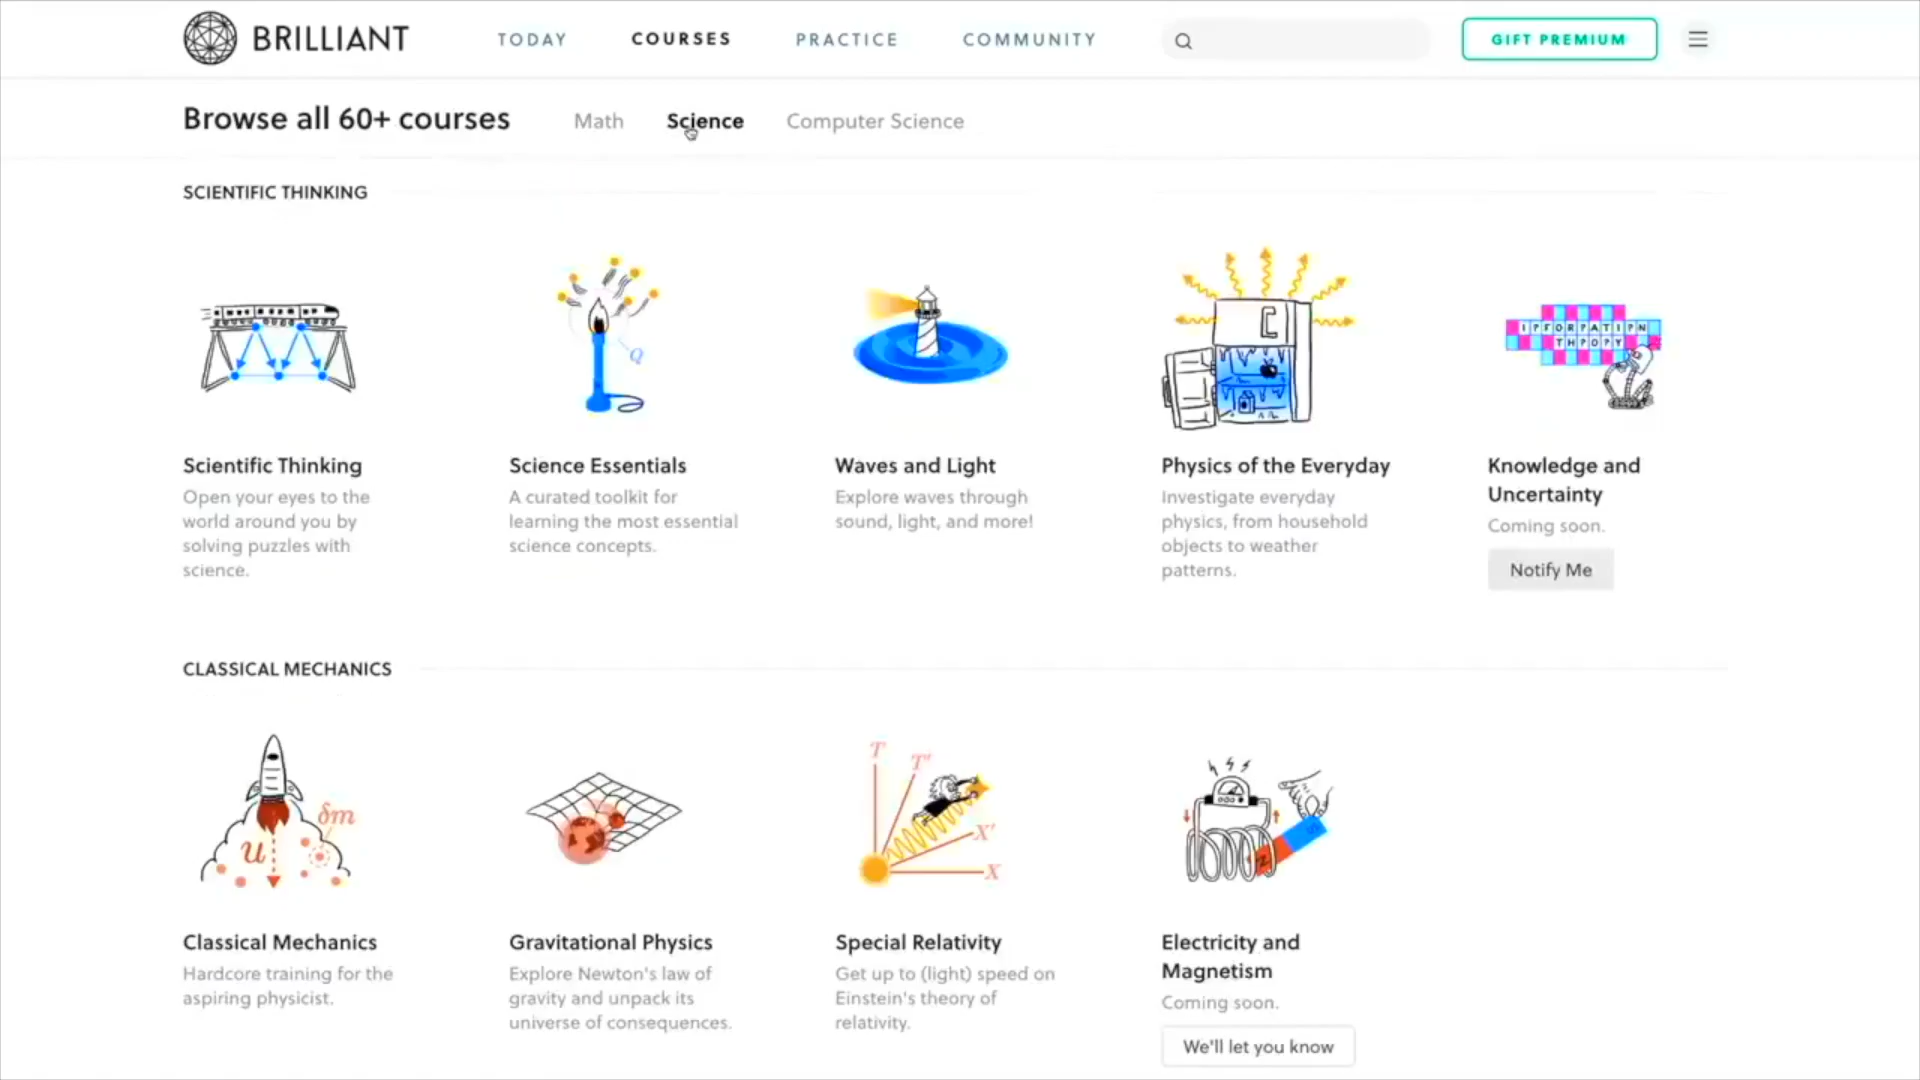 BRILLIANT
TODAY
COURSES
PRACTICE
COMMUNITY
GIFT PREMIUM
Browse all 60+ courses
Math
Science
Computer Science
SCIENTIFIC THINKING
Q
IPFORPATIPN
THPOPY
Scientific Thinking
Open your eyes to the
world around you by
solving puzzles with
science.
Science Essentials
A curated toolkit for
learning the most essential
science concepts.
Waves and Light
Explore waves through
sound, light, and more!
Physics of the Everyday
Investigate everyday
physics, from household
objects to weather
patterns.
Knowledge and
Uncertainty
Coming soon.
Notify Me
CLASSICAL MECHANICS
δm
u
T
T'
X'
X
N
S
Classical Mechanics
Hardcore training for the
aspiring physicist.
Gravitational Physics
Explore Newton's law of
gravity and unpack its
universe of consequences.
Special Relativity
Get up to (light) speed on
Einstein's theory of
relativity.
Electricity and
Magnetism
Coming soon.
We'll let you know